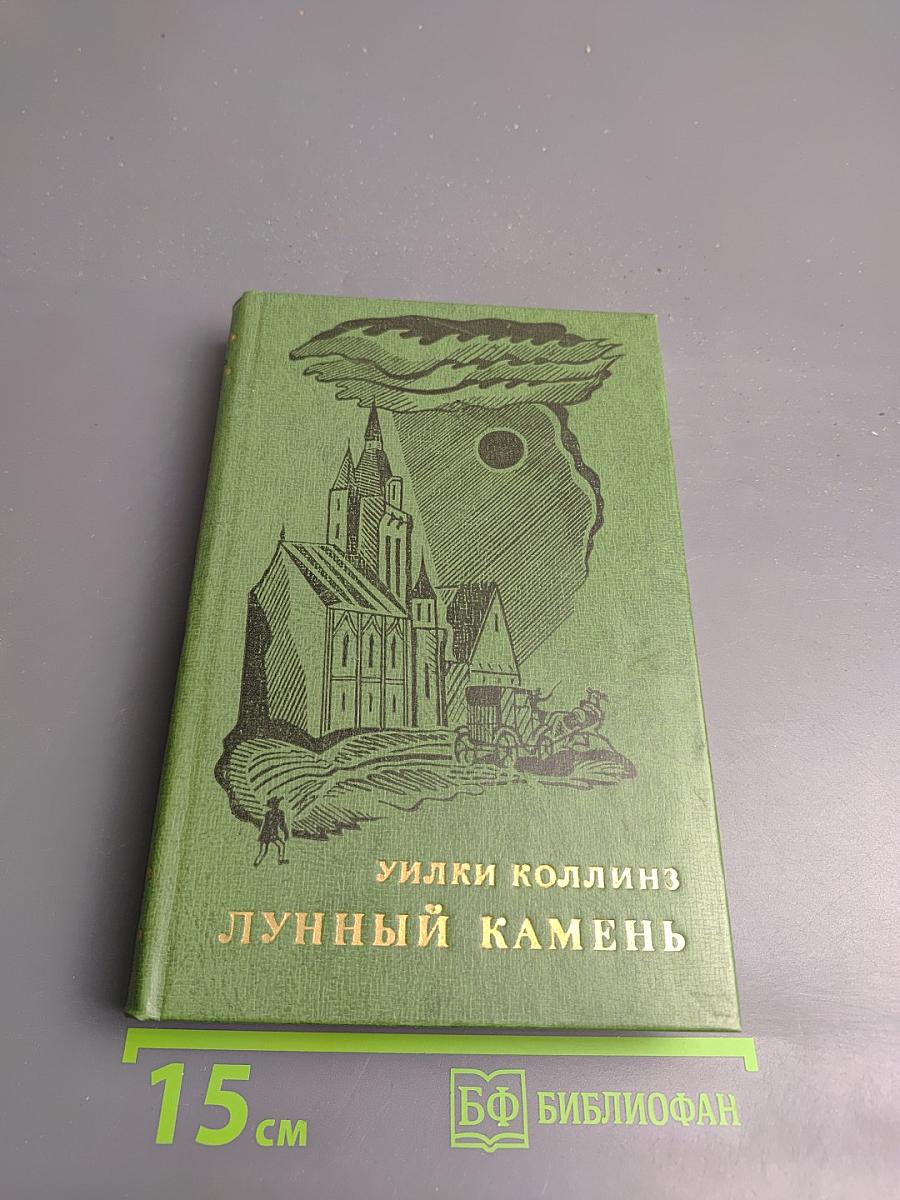 УИЛКИ КОЛЛИНЗ
ЛУННЫЙ КАМЕНЬ
15 см
БФ БИБЛИОФАН